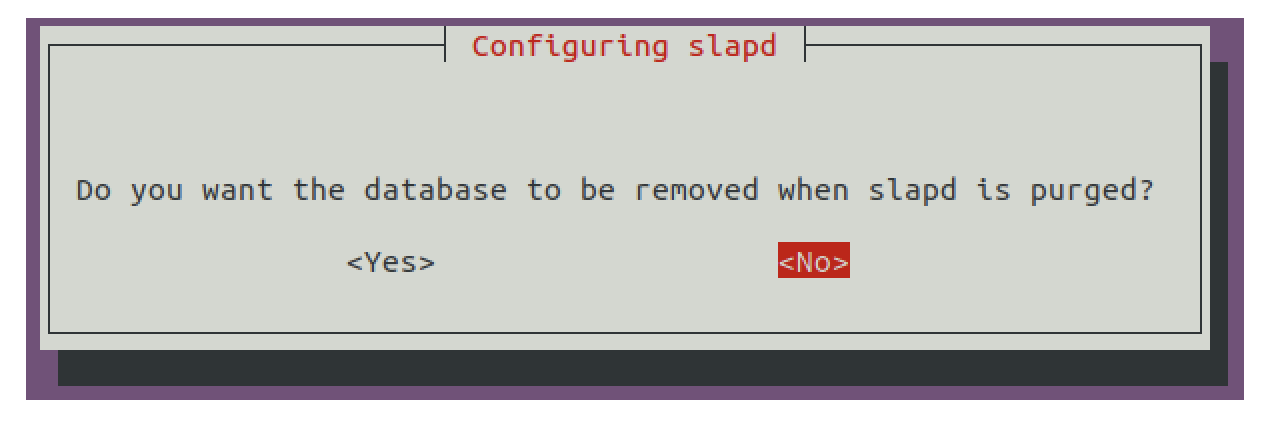 Configuring slapd
Do you want the database to be removed when slapd is purged?
<Yes> <No>